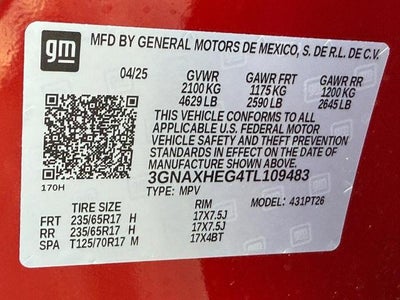 gm
MFD BY GENERAL MOTORS DE MEXICO, S. DE R.L. DE C.V.
04/25 GVWR GAWR FRT GAWR RR
2100 KG 1175 KG 1200 KG
4629 LB 2590 LB 2645 LB
THIS VEHICLE CONFORMS TO ALL
APPLICABLE U.S. FEDERAL MOTOR
VEHICLE SAFETY AND THEFT PREVENTION
STANDARDS IN EFFECT ON THE DATE OF
MANUFACTURE SHOWN ABOVE.
170H
3GNAXHEG4TL109483
TYPE: MPV
TIRE SIZE RIM MODEL: 431PT26
FRT 235/65R17 H 17X7.5J
RR 235/65R17 H 17X7.5J
SPA T125/70R17 M 17X4BT